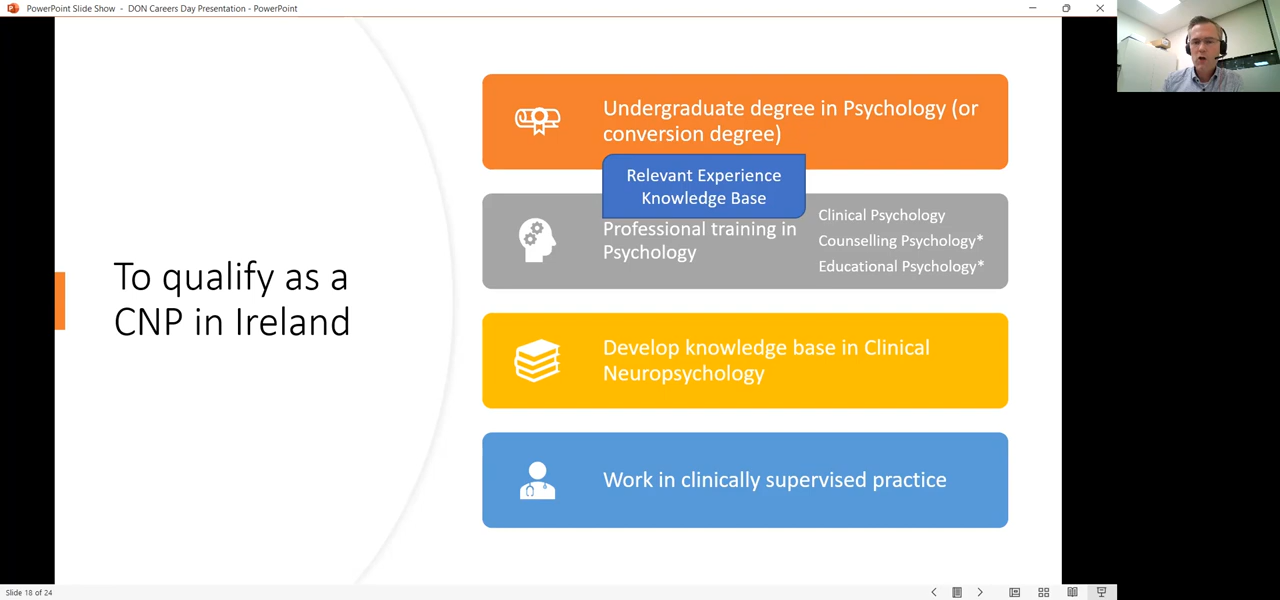 PowerPoint Slide Show - DON Careers Day Presentation - PowerPoint
To qualify as a
CNP in Ireland
Undergraduate degree in Psychology (or
conversion degree)
Relevant Experience
Knowledge Base
Professional training in
Psychology
Clinical Psychology
Counselling Psychology*
Educational Psychology*
Develop knowledge base in Clinical
Neuropsychology
Work in clinically supervised practice
Slide 18 of 24